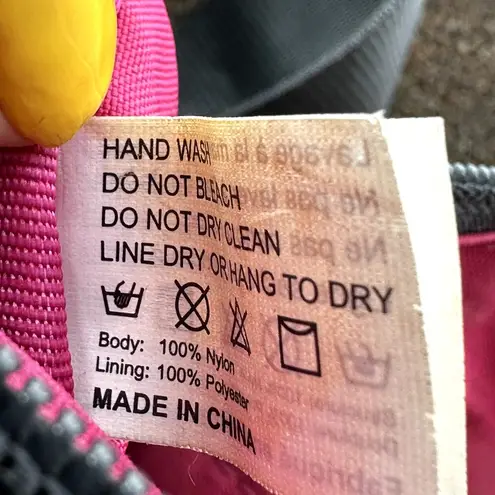 HAND WASH
DO NOT BLEACH
DO NOT DRY CLEAN
LINE DRY OR HANG TO DRY
Body: 100% Nylon
Lining: 100% Polyester
MADE IN CHINA